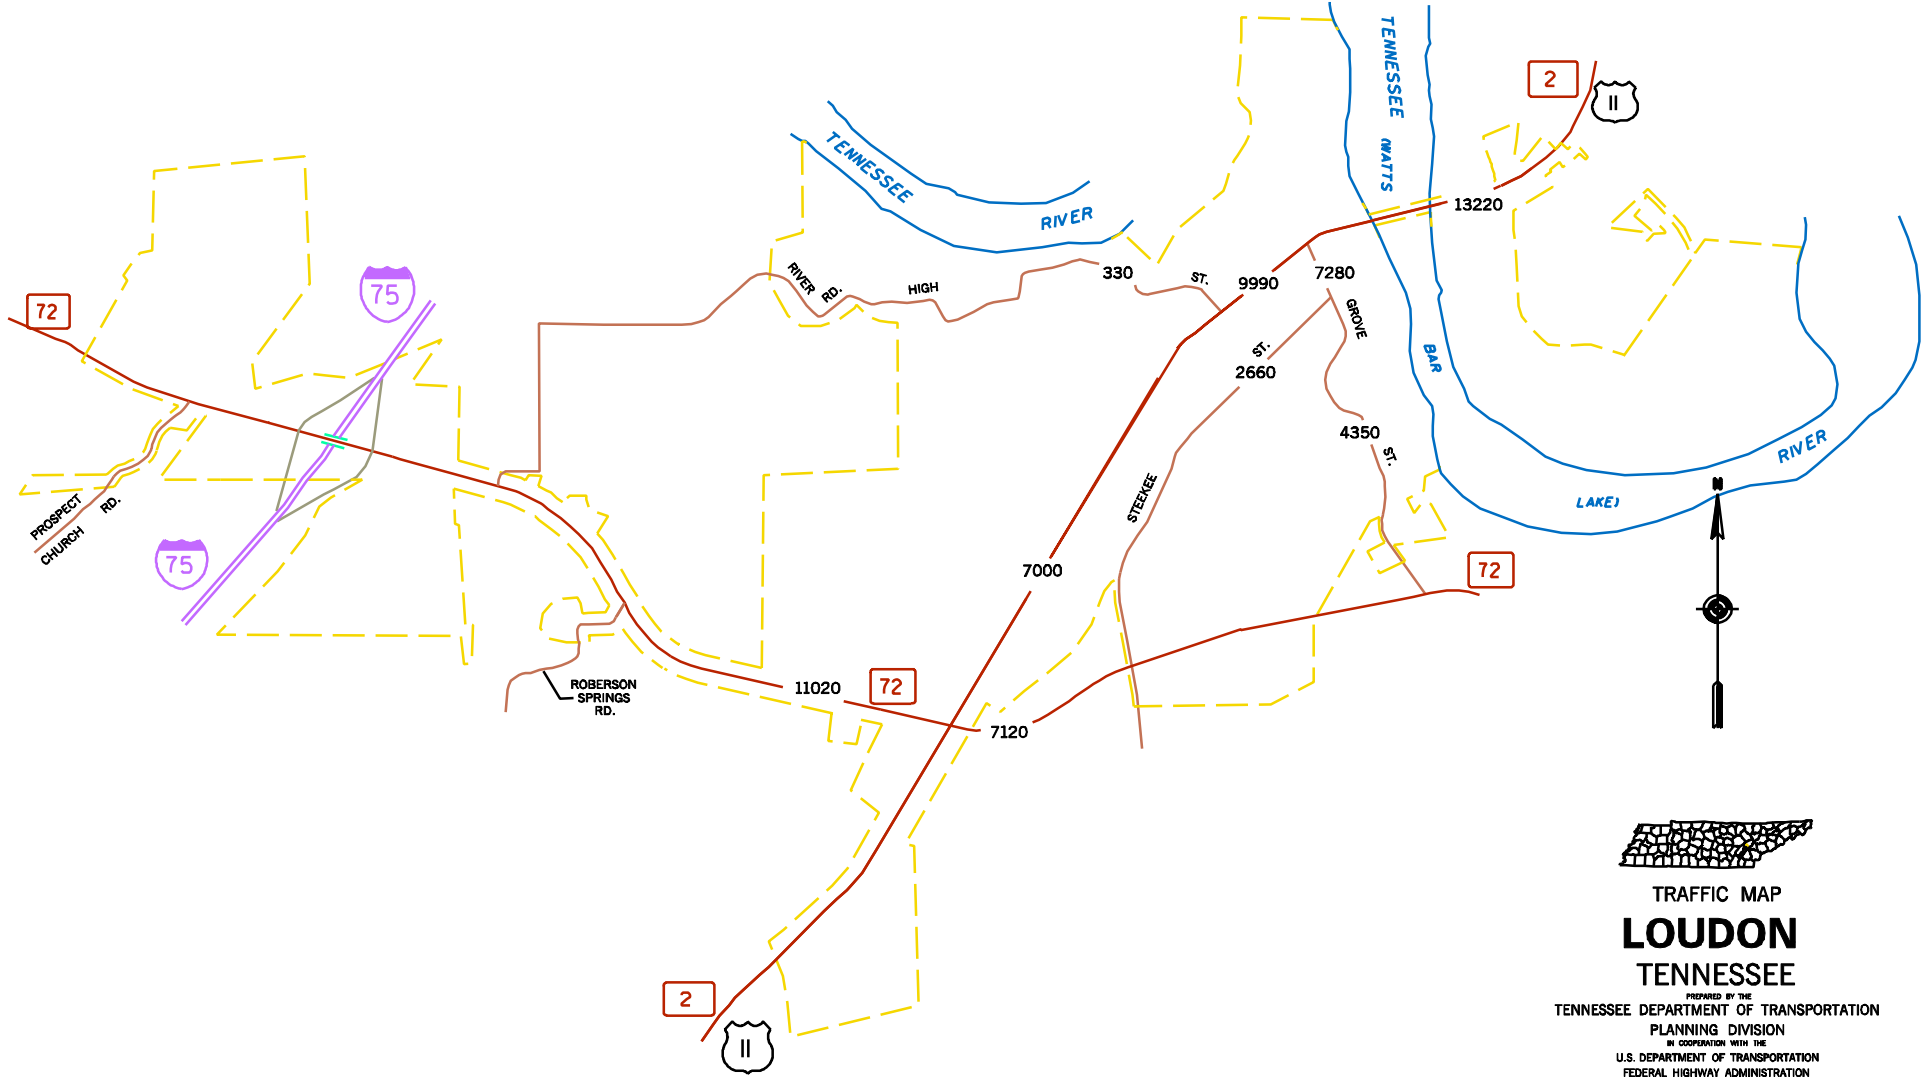 TENNESSEE
(WATTS
BAR
LAKE)
RIVER
2
11
13220
TENNESSEE
RIVER
72
75
RIVER RD.
HIGH
330
ST.
9990
7280
GROVE
ST.
2660
4350
ST.
STEEKEE
PROSPECT
CHURCH RD.
75
7000
72
ROBERSON
SPRINGS
RD.
11020
72
7120
2
11
N
TRAFFIC MAP
LOUDON
TENNESSEE
PREPARED BY THE
TENNESSEE DEPARTMENT OF TRANSPORTATION
PLANNING DIVISION
IN COOPERATION WITH THE
U.S. DEPARTMENT OF TRANSPORTATION
FEDERAL HIGHWAY ADMINISTRATION